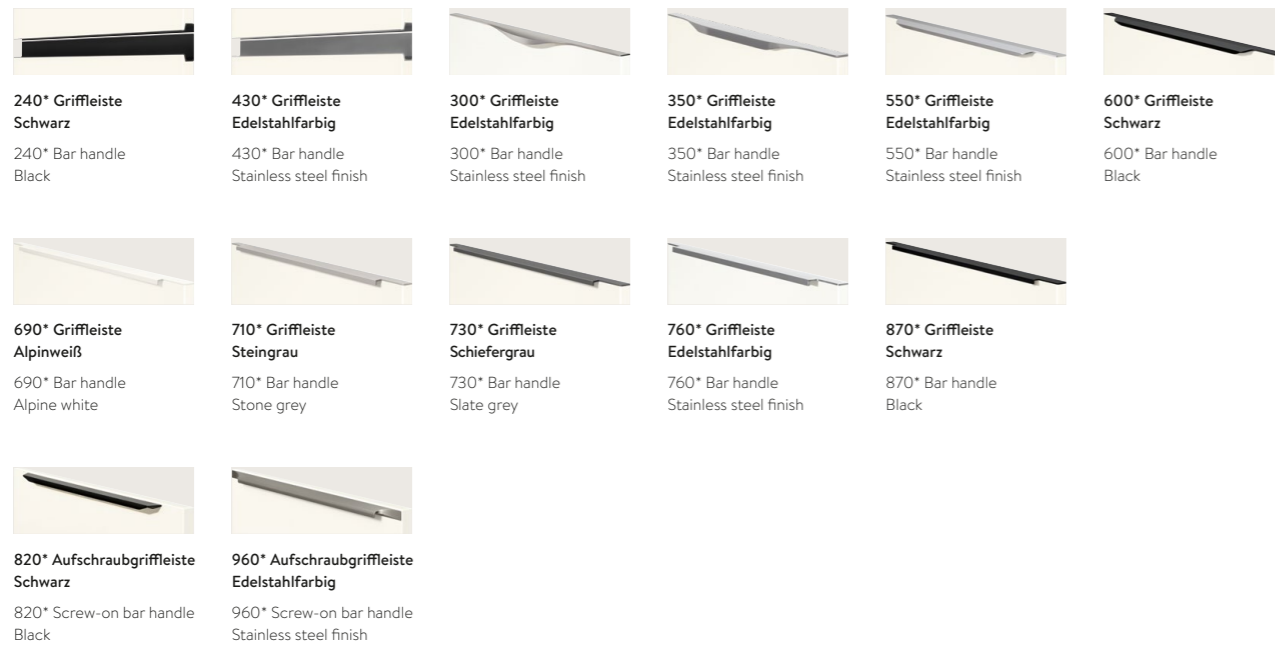 240* Griffleiste
Schwarz
240* Bar handle
Black
430* Griffleiste
Edelstahlfarbig
430* Bar handle
Stainless steel finish
300* Griffleiste
Edelstahlfarbig
300* Bar handle
Stainless steel finish
350* Griffleiste
Edelstahlfarbig
350* Bar handle
Stainless steel finish
550* Griffleiste
Edelstahlfarbig
550* Bar handle
Stainless steel finish
600* Griffleiste
Schwarz
600* Bar handle
Black
690* Griffleiste
Alpinweiß
690* Bar handle
Alpine white
710* Griffleiste
Steingrau
710* Bar handle
Stone grey
730* Griffleiste
Schiefergrau
730* Bar handle
Slate grey
760* Griffleiste
Edelstahlfarbig
760* Bar handle
Stainless steel finish
870* Griffleiste
Schwarz
870* Bar handle
Black
820* Aufschraubgriffleiste
Schwarz
820* Screw-on bar handle
Black
960* Aufschraubgriffleiste
Edelstahlfarbig
960* Screw-on bar handle
Stainless steel finish